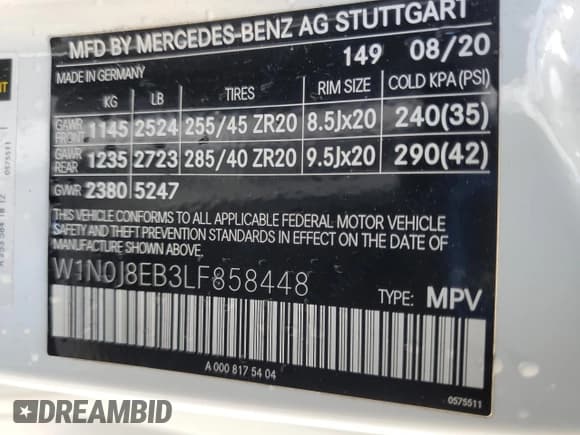 MFD BY MERCEDES-BENZ AG STUTTGART
149 08/20
MADE IN GERMANY
KG LB TIRES RIM SIZE COLD KPA(PSI)
GAWR FRONT 1145 2524 255/45 ZR20 8.5Jx20 240(35)
GAWR REAR 1235 2723 285/40 ZR20 9.5Jx20 290(42)
GVWR 2380 5247
THIS VEHICLE CONFORMS TO ALL APPLICABLE FEDERAL MOTOR VEHICLE
SAFETY AND THEFT PREVENTION STANDARDS IN EFFECT ON THE DATE OF
MANUFACTURE SHOWN ABOVE.
W1N0J8EB3LF858448
TYPE: MPV
A 000 817 54 04
0575511
0575511
DREAMBID